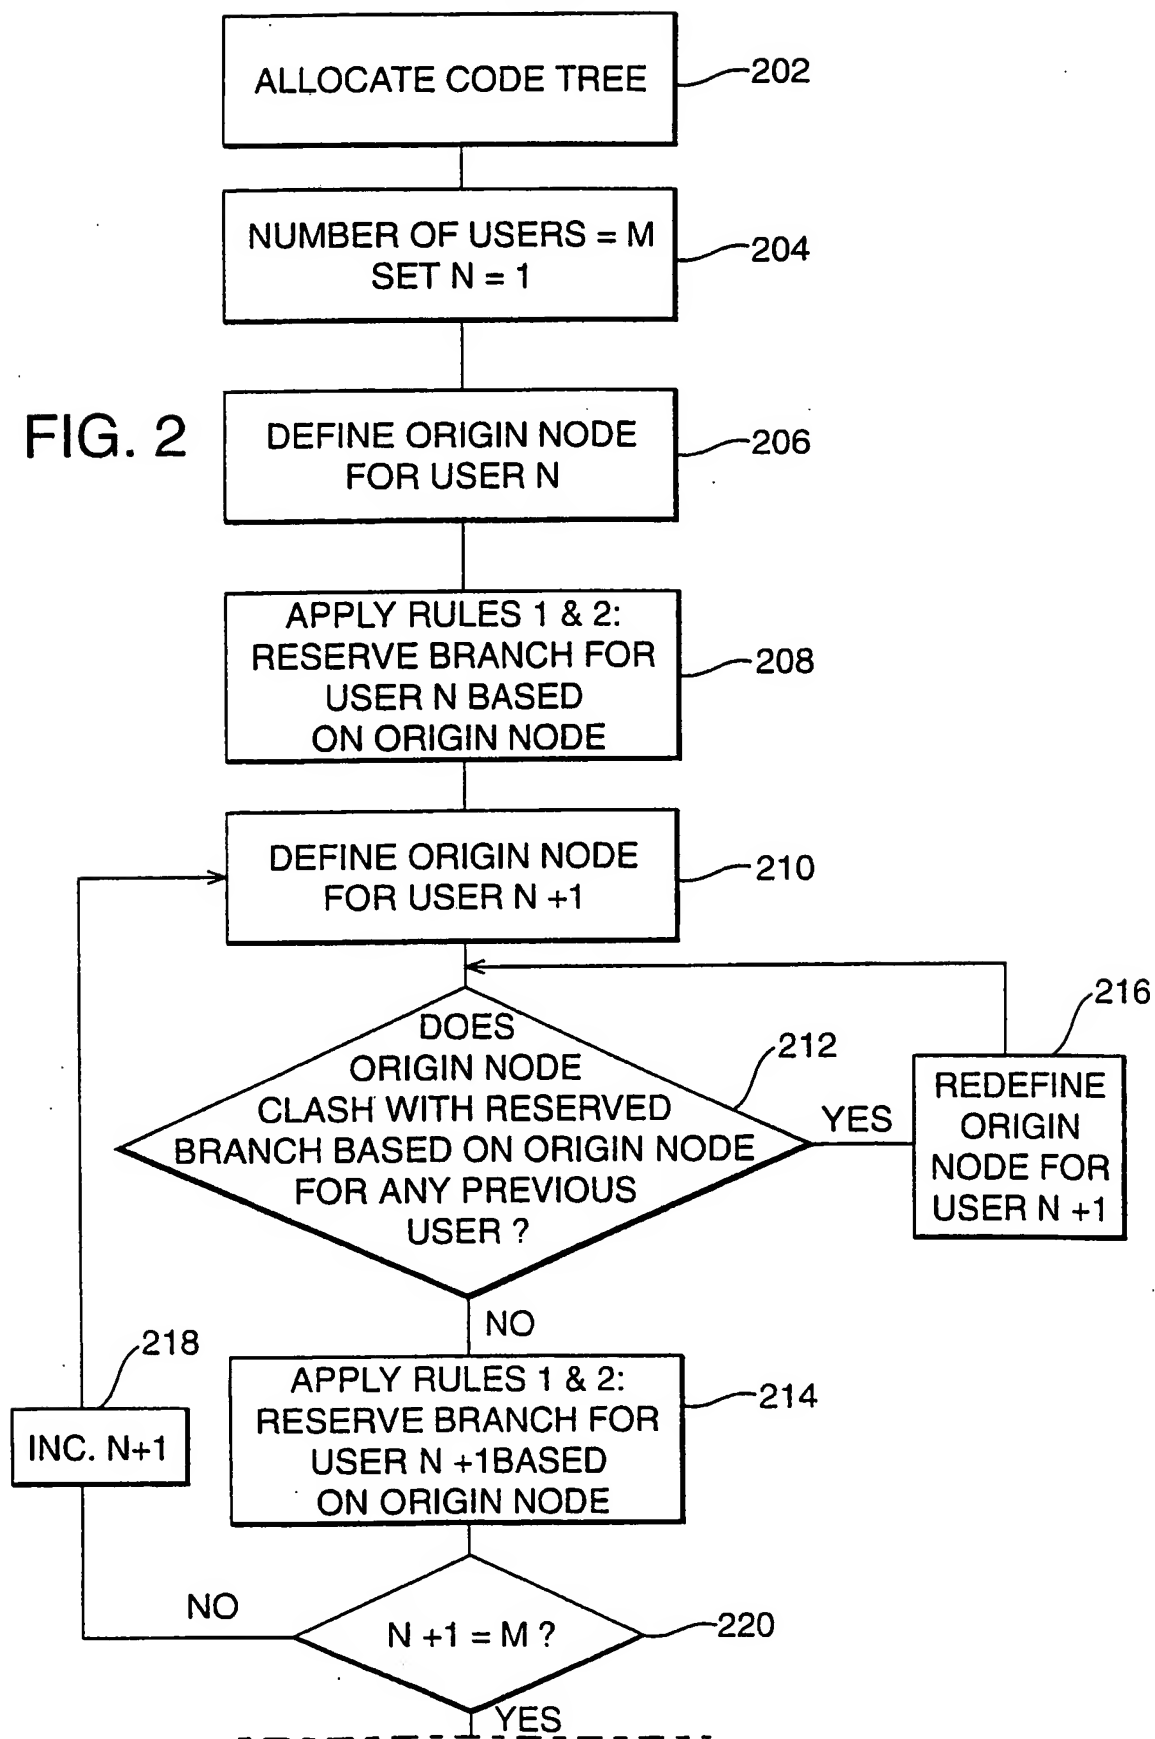 ALLOCATE CODE TREE
202
NUMBER OF USERS = M
SET N = 1
204
FIG. 2
DEFINE ORIGIN NODE
FOR USER N
206
APPLY RULES 1 & 2:
RESERVE BRANCH FOR
USER N BASED
ON ORIGIN NODE
208
DEFINE ORIGIN NODE
FOR USER N +1
210
DOES
ORIGIN NODE
CLASH WITH RESERVED
BRANCH BASED ON ORIGIN NODE
FOR ANY PREVIOUS
USER ?
212
YES
216
REDEFINE
ORIGIN
NODE FOR
USER N +1
NO
218
INC. N+1
APPLY RULES 1 & 2:
RESERVE BRANCH FOR
USER N +1BASED
ON ORIGIN NODE
214
NO
N +1 = M ?
220
YES